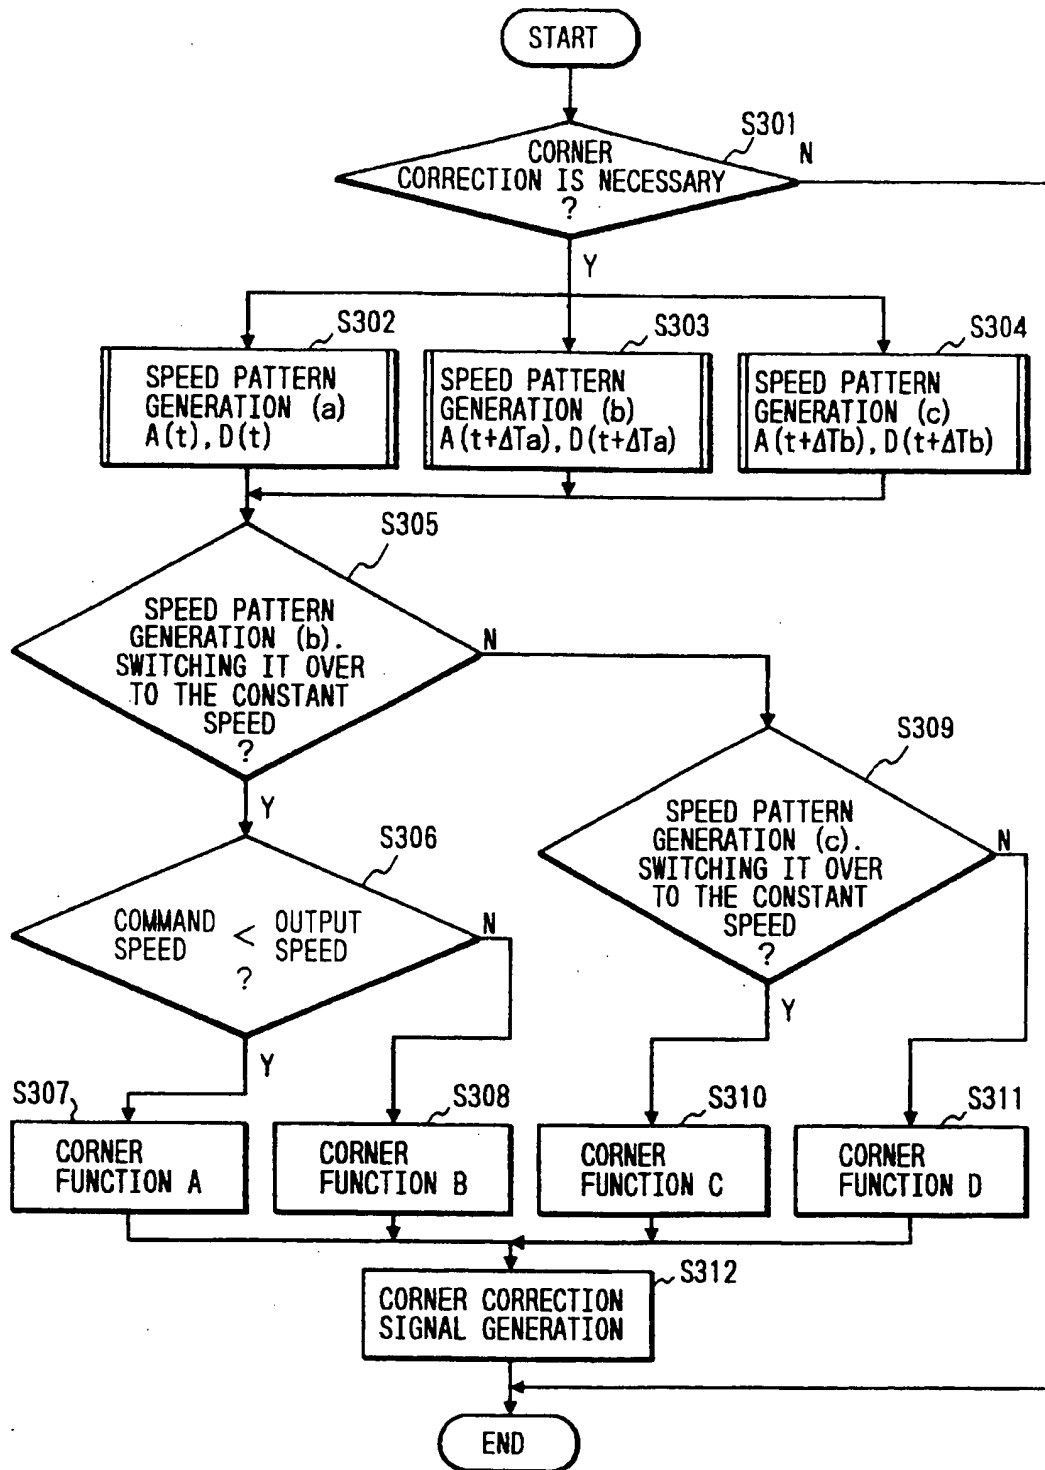 START
S301
N
CORNER
CORRECTION IS NECESSARY
?
Y
S302
S303
S304
SPEED PATTERN
GENERATION (a)
A(t), D(t)
SPEED PATTERN
GENERATION (b)
A(t+ΔTa), D(t+ΔTa)
SPEED PATTERN
GENERATION (c)
A(t+ΔTb), D(t+ΔTb)
S305
SPEED PATTERN
GENERATION (b).
SWITCHING IT OVER
TO THE CONSTANT
SPEED
?
N
Y
S309
SPEED PATTERN
GENERATION (c).
SWITCHING IT OVER
TO THE CONSTANT
SPEED
?
N
Y
S306
COMMAND
SPEED
<
OUTPUT
SPEED
?
N
Y
S307
CORNER
FUNCTION A
S308
CORNER
FUNCTION B
S310
CORNER
FUNCTION C
S311
CORNER
FUNCTION D
S312
CORNER CORRECTION
SIGNAL GENERATION
END